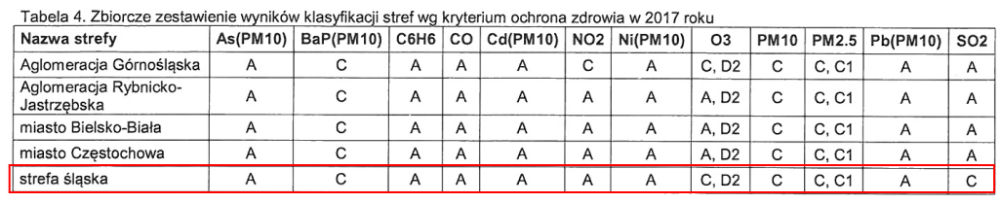 Tabela 4. Zbiorcze zestawienie wyników klasyfikacji stref wg kryterium ochrona zdrowia w 2017 roku
Nazwa strefy As(PM10) BaP(PM10) C6H6 CO Cd(PM10) NO2 Ni(PM10) O3 PM10 PM2.5 Pb(PM10) SO2
Aglomeracja Górnośląska A C A A A C A C, D2 C C, C1 A A
Aglomeracja Rybnicko-
Jastrzębska A C A A A A A A, D2 C C, C1 A A
miasto Bielsko-Biała A C A A A A A A, D2 C C, C1 A A
miasto Częstochowa A C A A A A A A, D2 C C, C1 A A
strefa śląska A C A A A A A C, D2 C C, C1 A C